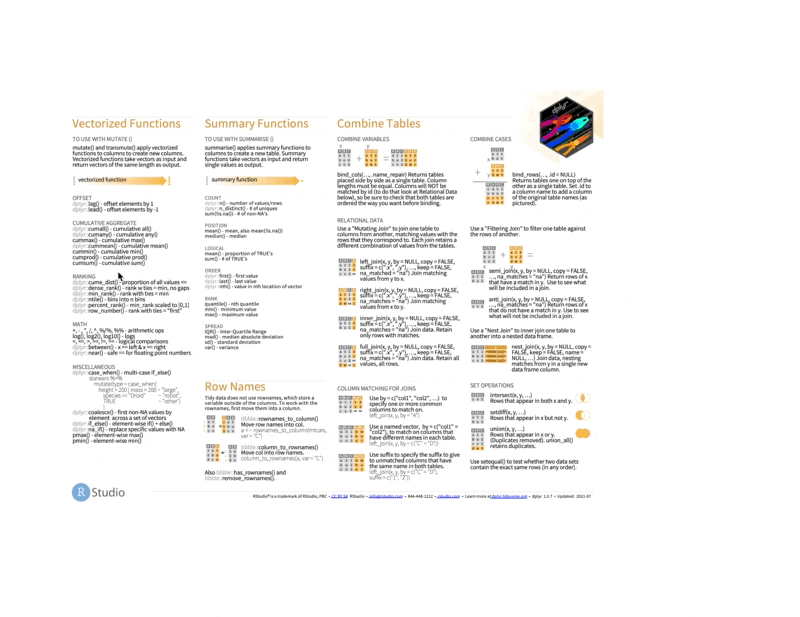 dplyr
Vectorized Functions
TO USE WITH MUTATE ()
mutate() and transmute() apply vectorized
functions to columns to create new columns.
Vectorized functions take vectors as input and
return vectors of the same length as output.
vectorized function
OFFSET
dplyr::lag() - offset elements by 1
dplyr::lead() - offset elements by -1
CUMULATIVE AGGREGATE
dplyr::cumall() - cumulative all()
dplyr::cumany() - cumulative any()
cummax() - cumulative max()
dplyr::cummean() - cumulative mean()
cummin() - cumulative min()
cumprod() - cumulative prod()
cumsum() - cumulative sum()
RANKING
dplyr::cume_dist() - proportion of all values <=
dplyr::dense_rank() - rank w ties = min, no gaps
dplyr::min_rank() - rank with ties = min
dplyr::ntile() - bins into n bins
dplyr::percent_rank() - min_rank scaled to [0,1]
dplyr::row_number() - rank with ties = "first"
MATH
+, -, *, /, ^, %/%, %% - arithmetic ops
log(), log2(), log10() - logs
<, <=, >, >=, !=, == - logical comparisons
dplyr::between() - x >= left & x <= right
dplyr::near() - safe == for floating point numbers
MISCELLANEOUS
dplyr::case_when() - multi-case if_else()
starwars %>%
mutate(type = case_when(
height > 200 | mass > 200 ~ "large",
species == "Droid" ~ "robot",
TRUE ~ "other")
)
dplyr::coalesce() - first non-NA values by
element across a set of vectors
dplyr::if_else() - element-wise if() + else()
dplyr::na_if() - replace specific values with NA
pmax() - element-wise max()
pmin() - element-wise min()
Summary Functions
TO USE WITH SUMMARISE ()
summarise() applies summary functions to
columns to create a new table. Summary
functions take vectors as input and return
single values as output.
summary function
COUNT
dplyr::n() - number of values/rows
dplyr::n_distinct() - # of uniques
sum(!is.na()) - # of non-NA's
POSITION
mean() - mean, also mean(!is.na())
median() - median
LOGICAL
mean() - proportion of TRUE's
sum() - # of TRUE's
ORDER
dplyr::first() - first value
dplyr::last() - last value
dplyr::nth() - value in nth location of vector
RANK
quantile() - nth quantile
min() - minimum value
max() - maximum value
SPREAD
IQR() - Inter-Quartile Range
mad() - median absolute deviation
sd() - standard deviation
var() - variance
Row Names
Tidy data does not use rownames, which store a
variable outside of the columns. To work with the
rownames, first move them into a column.
tibble::rownames_to_column()
Move row names into col.
a <- rownames_to_column(mtcars,
var = "C")
tibble::column_to_rownames()
Move col into row names.
column_to_rownames(a, var = "C")
Also tibble::has_rownames() and
tibble::remove_rownames().
Combine Tables
COMBINE VARIABLES
x
y
+
=
bind_cols(..., .name_repair) Returns tables
placed side by side as a single table. Column
lengths must be equal. Columns will NOT be
matched by id (to do that look at Relational Data
below), so be sure to check that both tables are
ordered the way you want before binding.
RELATIONAL DATA
Use a "Mutating Join" to join one table to
columns from another, matching values with
the rows that they correspond to. Each join retains a
different combination of values from the tables.
left_join(x, y, by = NULL, copy = FALSE,
suffix = c(".x", ".y"), ..., keep = FALSE,
na_matches = "na") Join matching
values from y to x.
right_join(x, y, by = NULL, copy = FALSE,
suffix = c(".x", ".y"), ..., keep = FALSE,
na_matches = "na") Join matching
values from x to y.
inner_join(x, y, by = NULL, copy = FALSE,
suffix = c(".x", ".y"), ..., keep = FALSE,
na_matches = "na") Join data. Retain
only rows with matches.
full_join(x, y, by = NULL, copy = FALSE,
suffix = c(".x", ".y"), ..., keep = FALSE,
na_matches = "na") Join data. Retain all
values, all rows.
COLUMN MATCHING FOR JOINS
Use by = c("col1", "col2", ...) to
specify one or more common
columns to match on.
left_join(x, y, by = "A")
Use a named vector, by = c("col1" =
"col2"), to match on columns that
have different names in each table.
left_join(x, y, by = c("C" = "D"))
Use suffix to specify the suffix to give
to unmatched columns that have
the same name in both tables.
left_join(x, y, by = c("C" = "D"),
suffix = c("1", "2"))
COMBINE CASES
x
+
y
bind_rows(..., .id = NULL)
Returns tables one on top of the
other as a single table. Set .id to
a column name to add a column
of the original table names (as
pictured).
Use a "Filtering Join" to filter one table against
the rows of another.
x
y
+
=
semi_join(x, y, by = NULL, copy = FALSE,
..., na_matches = "na") Return rows of x
that have a match in y. Use to see what
will be included in a join.
anti_join(x, y, by = NULL, copy = FALSE,
..., na_matches = "na") Return rows of x
that do not have a match in y. Use to see
what will not be included in a join.
Use a "Nest Join" to inner join one table to
another into a nested data frame.
nest_join(x, y, by = NULL, copy =
FALSE, keep = FALSE, name =
NULL, ...) Join data, nesting
matches from y in a single new
data frame column.
SET OPERATIONS
intersect(x, y, ...)
Rows that appear in both x and y.
setdiff(x, y, ...)
Rows that appear in x but not y.
union(x, y, ...)
Rows that appear in x or y.
(Duplicates removed). union_all()
retains duplicates.
Use setequal() to test whether two data sets
contain the exact same rows (in any order).
R Studio
RStudio® is a trademark of RStudio, PBC • CC BY SA RStudio • info@rstudio.com • 844-448-1212 • rstudio.com • Learn more at dplyr.tidyverse.org • dplyr 1.0.7 • Updated: 2021-07